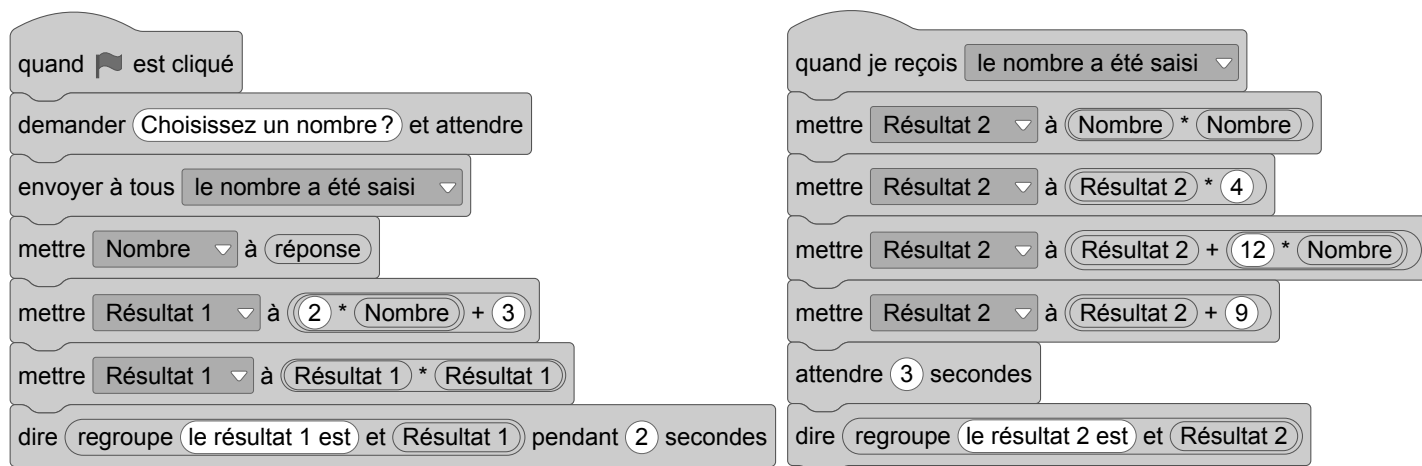 quand est cliqué
demander Choisissez un nombre ? et attendre
envoyer à tous le nombre a été saisi
mettre Nombre à réponse
mettre Résultat 1 à 2 * Nombre + 3
mettre Résultat 1 à Résultat 1 * Résultat 1
dire regroupe le résultat 1 est et Résultat 1 pendant 2 secondes
quand je reçois le nombre a été saisi
mettre Résultat 2 à Nombre * Nombre
mettre Résultat 2 à Résultat 2 * 4
mettre Résultat 2 à Résultat 2 + 12 * Nombre
mettre Résultat 2 à Résultat 2 + 9
attendre 3 secondes
dire regroupe le résultat 2 est et Résultat 2